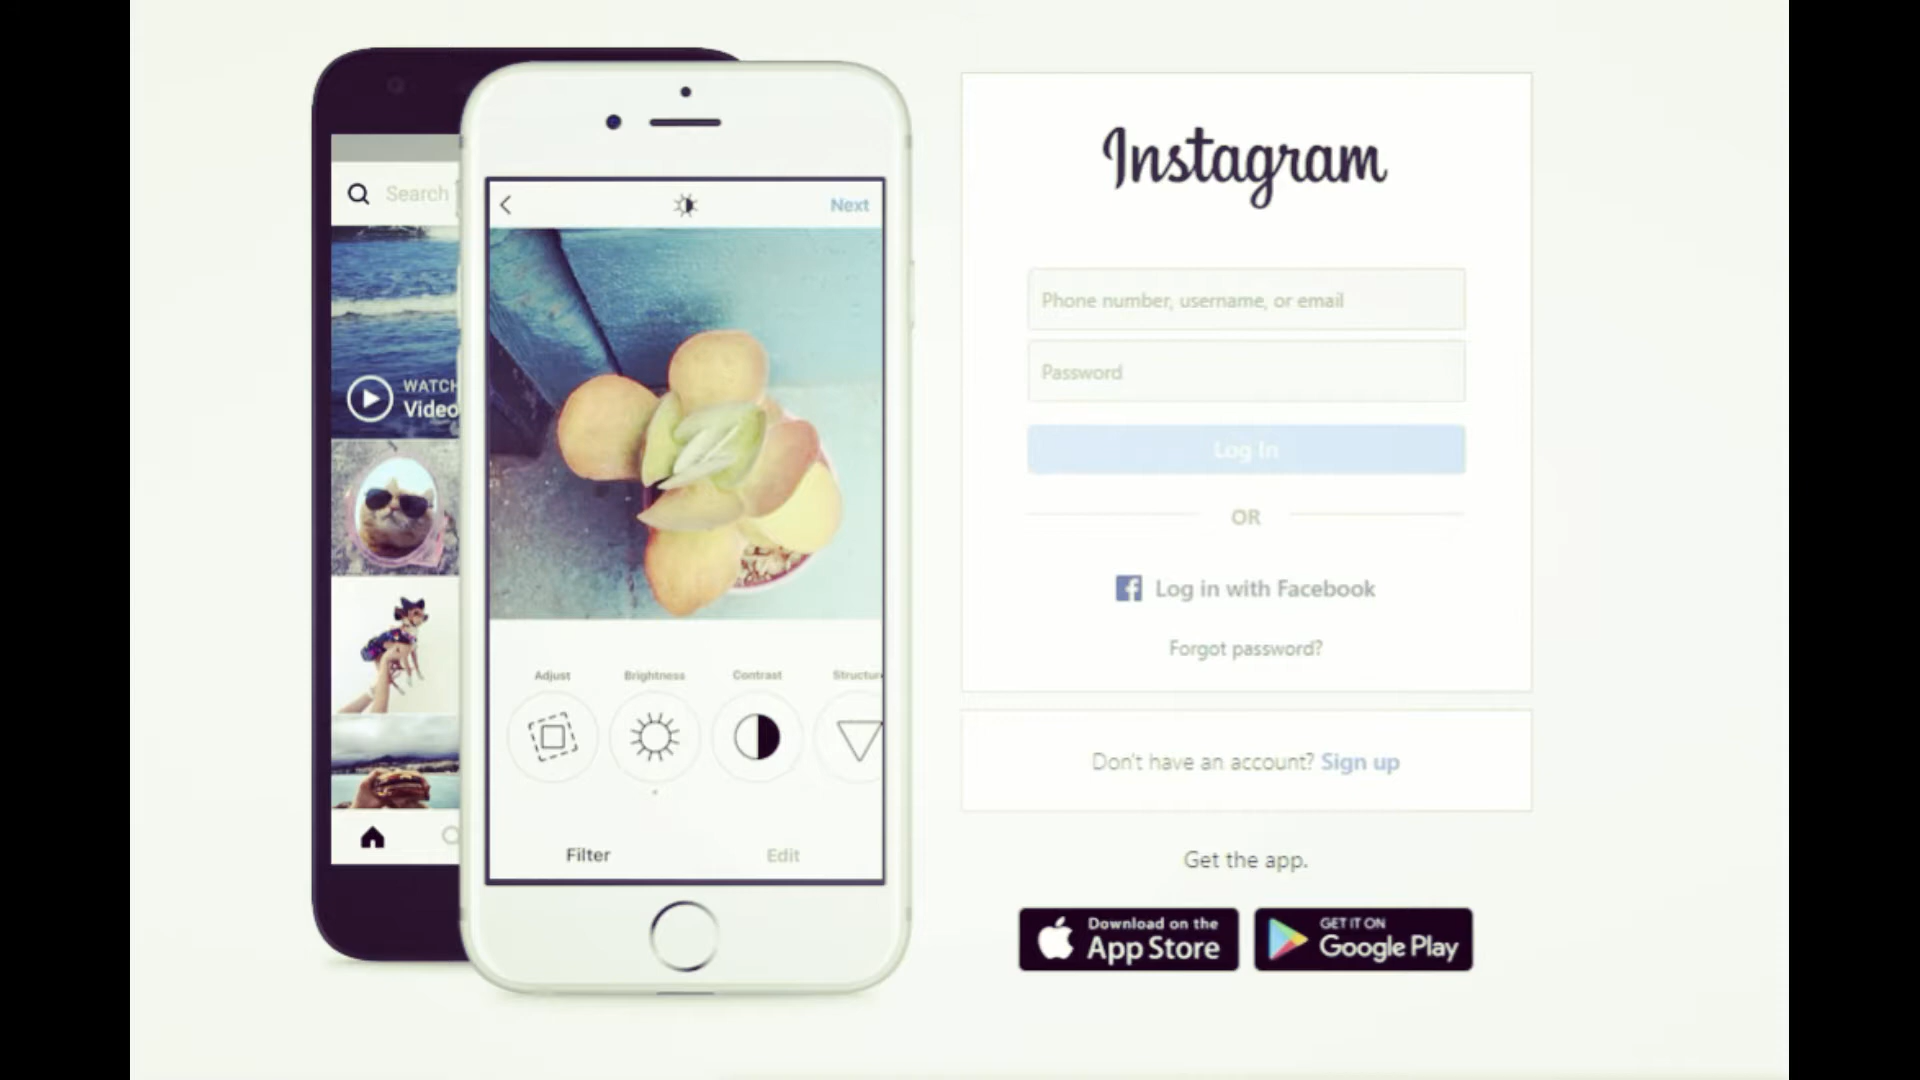 Search
WATCH
Video
Next
Adjust
Brightness
Contrast
Structur
Filter
Edit
Instagram
Phone number, username, or email
Password
Log In
OR
Log in with Facebook
Forgot password?
Don't have an account? Sign up
Get the app.
Download on the
App Store
GET IT ON
Google Play